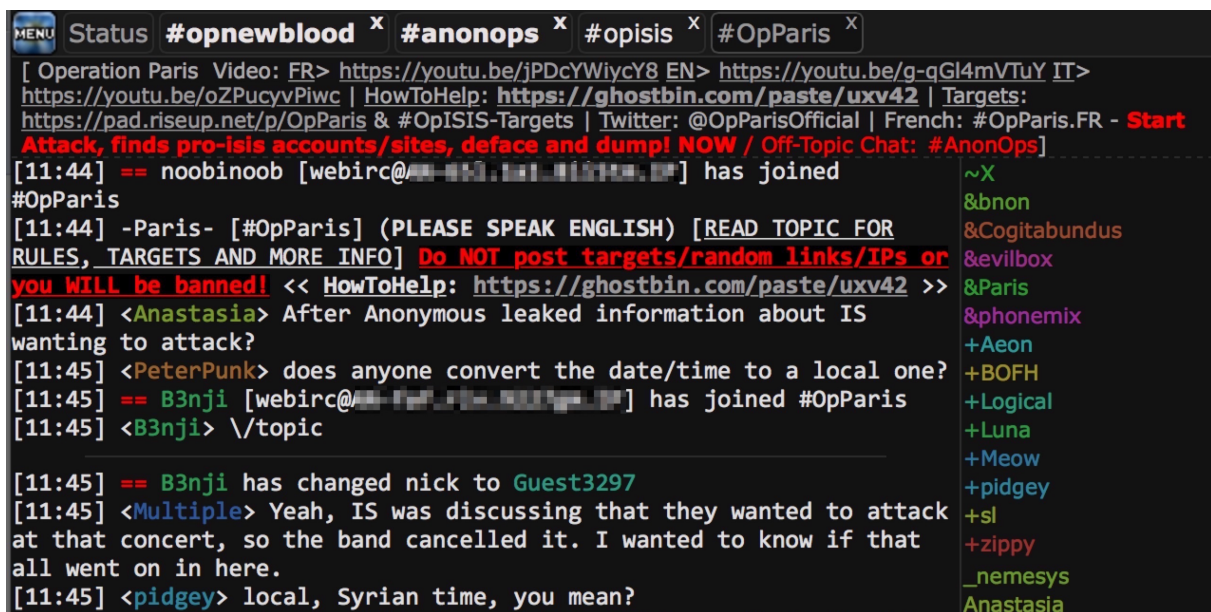 MENU Status #opnewblood x #anonops x #opisis x #OpParis x
[ Operation Paris Video: FR> https://youtu.be/jPDcYWiycY8 EN> https://youtu.be/g-qGl4mVTuY IT>
https://youtu.be/oZPucyvPiwc | HowToHelp: https://ghostbin.com/paste/uxv42 | Targets:
https://pad.riseup.net/p/OpParis & #OpISIS-Targets | Twitter: @OpParisOfficial | French: #OpParis.FR - Start
Attack, finds pro-isis accounts/sites, deface and dump! NOW / Off-Topic Chat: #AnonOps]
[11:44] == noobinoob [webirc@ ] has joined
#OpParis
[11:44] -Paris- [#OpParis] (PLEASE SPEAK ENGLISH) [READ TOPIC FOR
RULES, TARGETS AND MORE INFO] Do NOT post targets/random links/IPs or
you WILL be banned! << HowToHelp: https://ghostbin.com/paste/uxv42 >>
[11:44] <Anastasia> After Anonymous leaked information about IS
wanting to attack?
[11:45] <PeterPunk> does anyone convert the date/time to a local one?
[11:45] == B3nji [webirc@ ] has joined #OpParis
[11:45] <B3nji> \/topic
[11:45] == B3nji has changed nick to Guest3297
[11:45] <Multiple> Yeah, IS was discussing that they wanted to attack
at that concert, so the band cancelled it. I wanted to know if that
all went on in here.
[11:45] <pidgey> local, Syrian time, you mean?
~X
&bnon
&Cogitabundus
&evilbox
&Paris
&phonemix
+Aeon
+BOFH
+Logical
+Luna
+Meow
+pidgey
+sl
+zippy
_nemesys
Anastasia